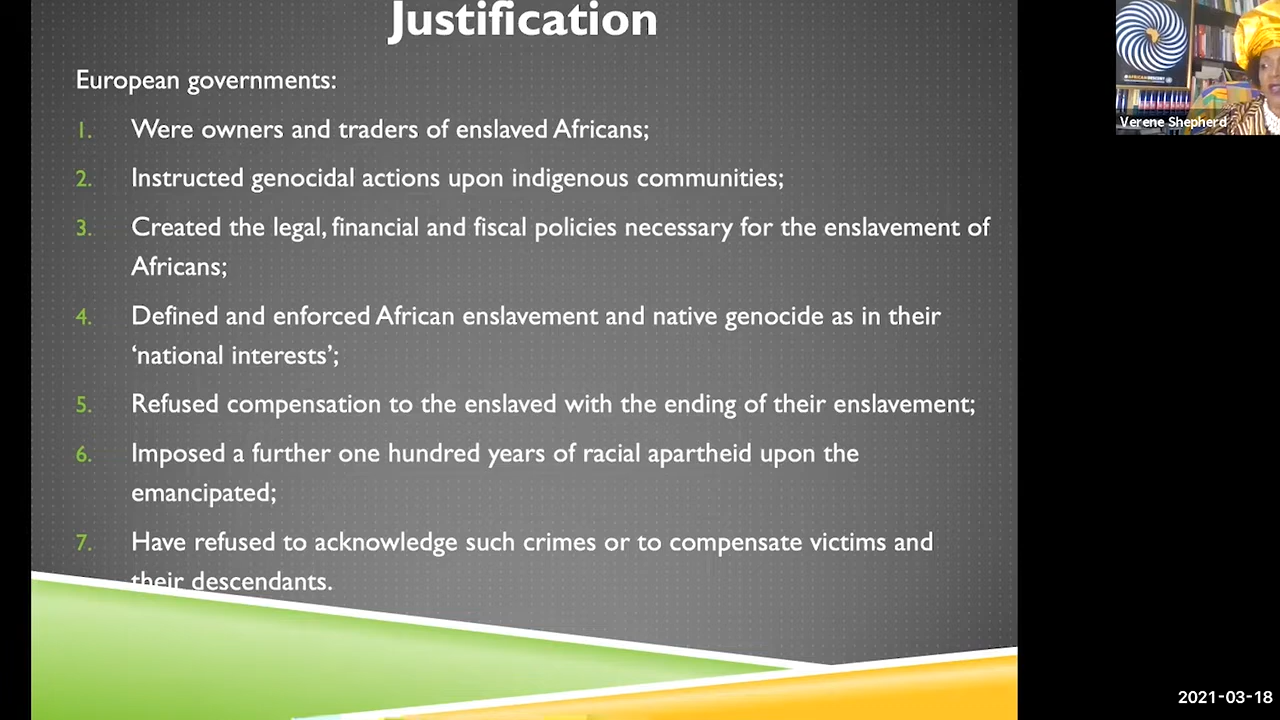 Justification
European governments:
1. Were owners and traders of enslaved Africans;
2. Instructed genocidal actions upon indigenous communities;
3. Created the legal, financial and fiscal policies necessary for the enslavement of
Africans;
4. Defined and enforced African enslavement and native genocide as in their
‘national interests’;
5. Refused compensation to the enslaved with the ending of their enslavement;
6. Imposed a further one hundred years of racial apartheid upon the
emancipated;
7. Have refused to acknowledge such crimes or to compensate victims and
their descendants.
Verene Shepherd
2021-03-18